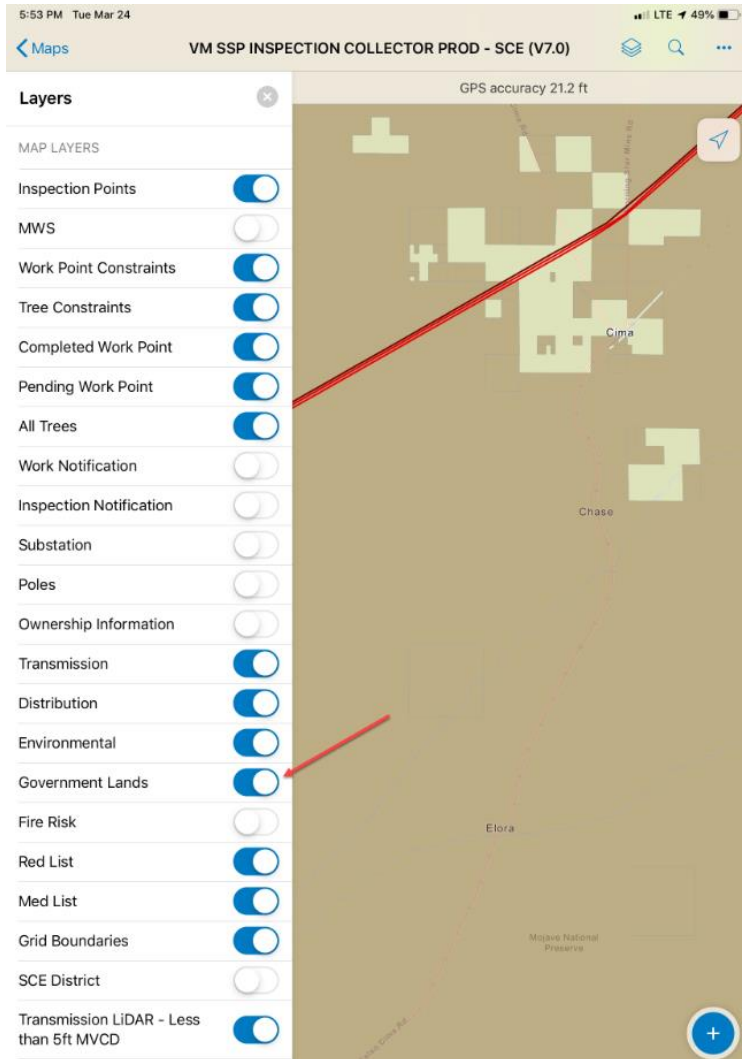 5:53 PM Tue Mar 24
LTE 49%
Maps
VM SSP INSPECTION COLLECTOR PROD - SCE (V7.0)
Layers
GPS accuracy 21.2 ft
MAP LAYERS
Inspection Points
MWS
Work Point Constraints
Tree Constraints
Completed Work Point
Pending Work Point
All Trees
Work Notification
Inspection Notification
Substation
Poles
Ownership Information
Transmission
Distribution
Environmental
Government Lands
Fire Risk
Red List
Med List
Grid Boundaries
SCE District
Transmission LiDAR - Less
than 5ft MVCD
Cima
Chase
Elora
Mojave National
Preserve